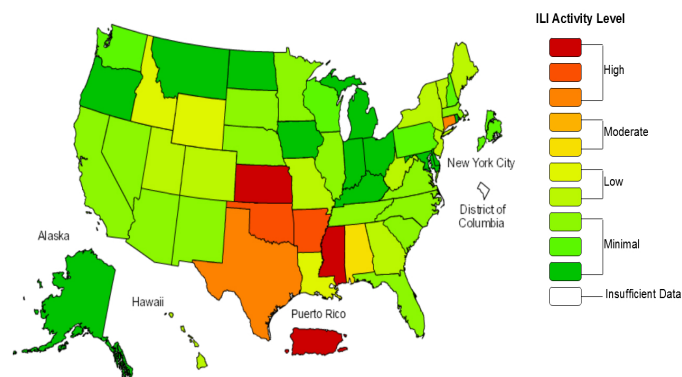 ILI Activity Level
High
Moderate
Low
Minimal
Insufficient Data
New York City
District of
Columbia
Alaska
Hawaii
Puerto Rico